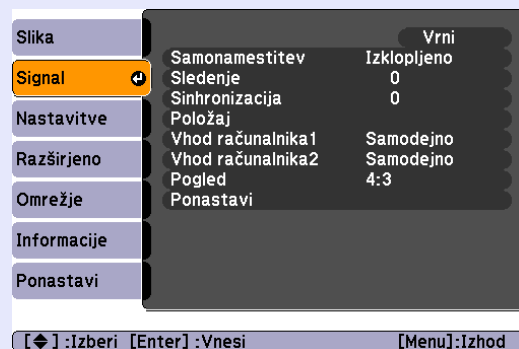 Slika
Signal
Nastavitve
Razširjeno
Omrežje
Informacije
Ponastavi
Vrni
Samonamestitev Izklopljeno
Sledenje 0
Sinhronizacija 0
Položaj
Vhod računalnika1 Samodejno
Vhod računalnika2 Samodejno
Pogled 4:3
Ponastavi
[ ] :Izberi [Enter] :Vnesi [Menu]:Izhod